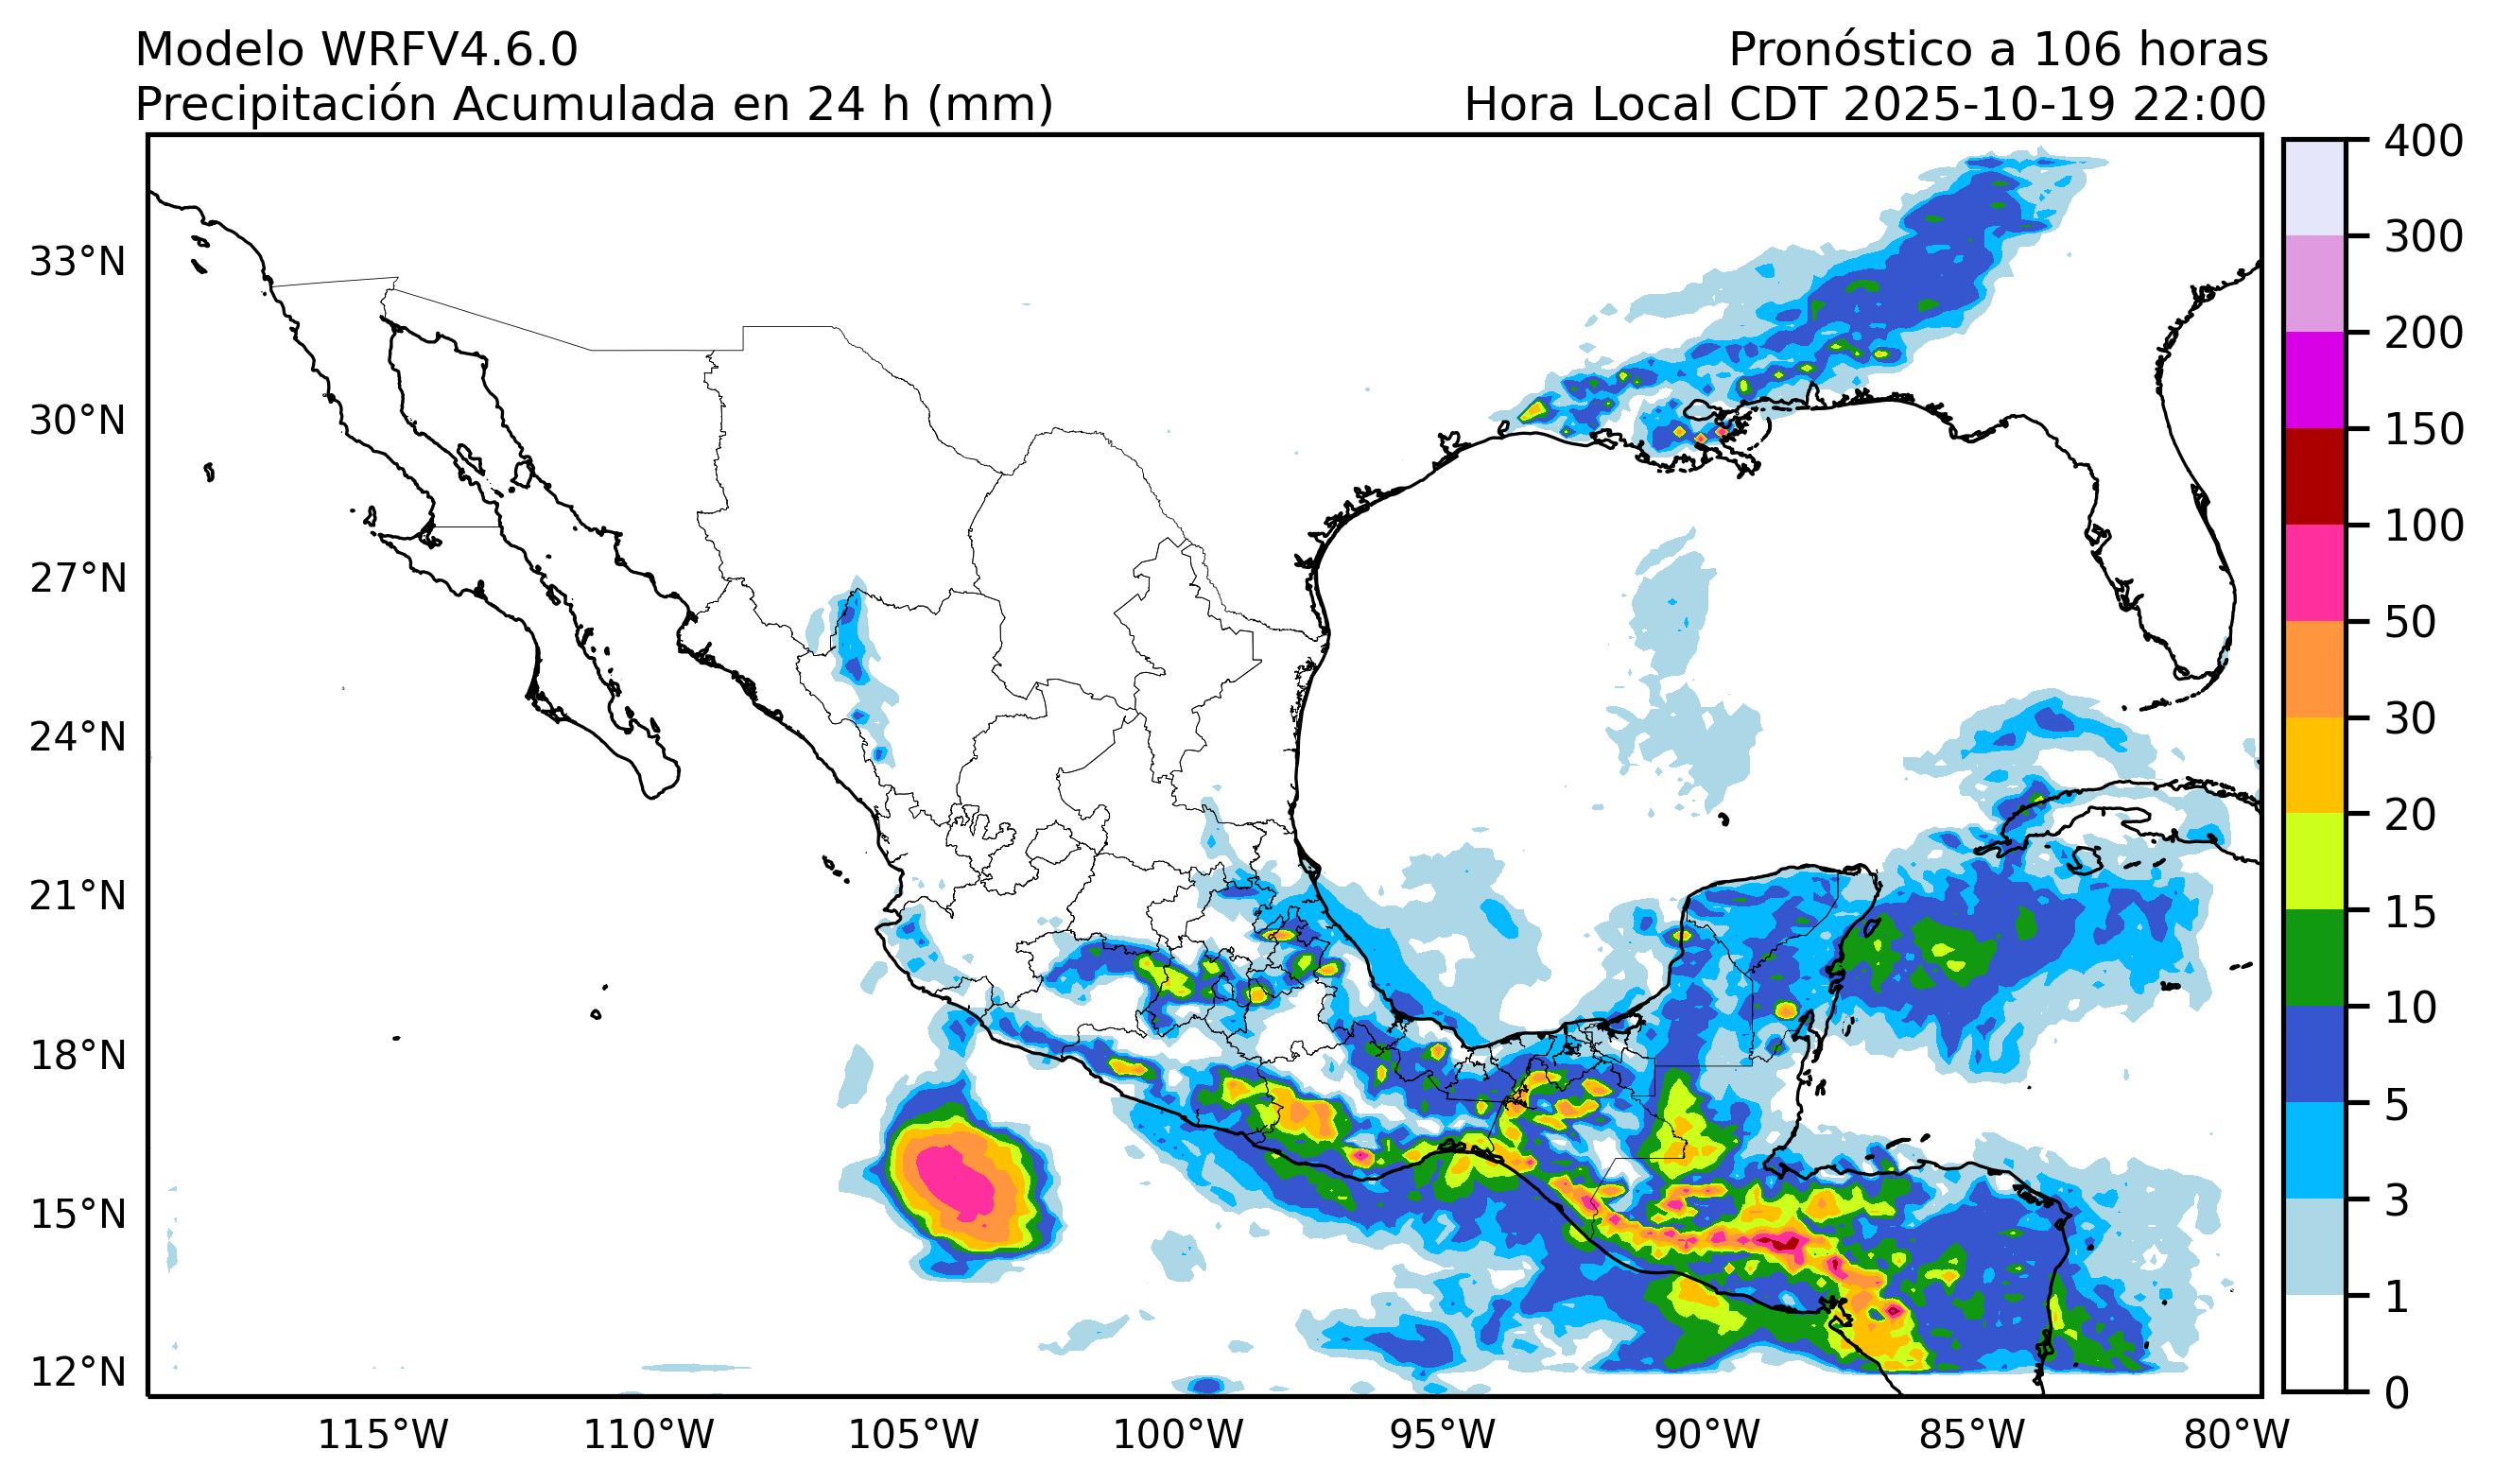 Modelo WRFV4.6.0
Pronóstico a 106 horas
Precipitación Acumulada en 24 h (mm)
Hora Local CDT 2025-10-19 22:00
33°N
30°N
27°N
24°N
21°N
18°N
15°N
12°N
115°W
110°W
105°W
100°W
95°W
90°W
85°W
80°W
400
300
200
150
100
50
30
20
15
10
5
3
1
0